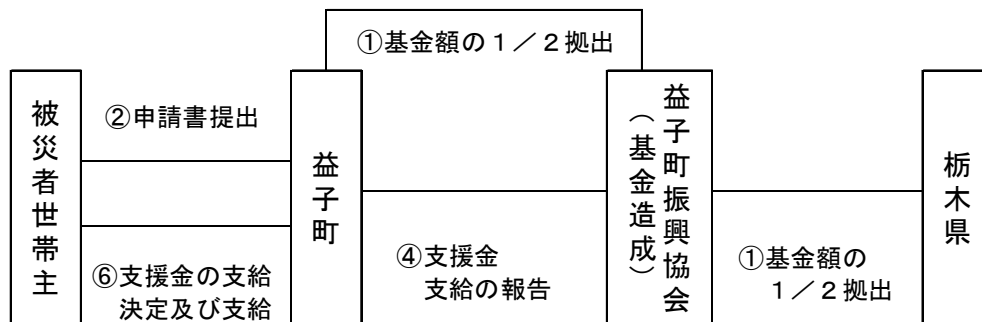 ①基金額の１／２拠出
被災者世帯主
②申請書提出
⑥支援金の支給
決定及び支給
益子町
④支援金
支給の報告
益子町振興協会
（基金造成）
①基金額の
１／２拠出
栃木県